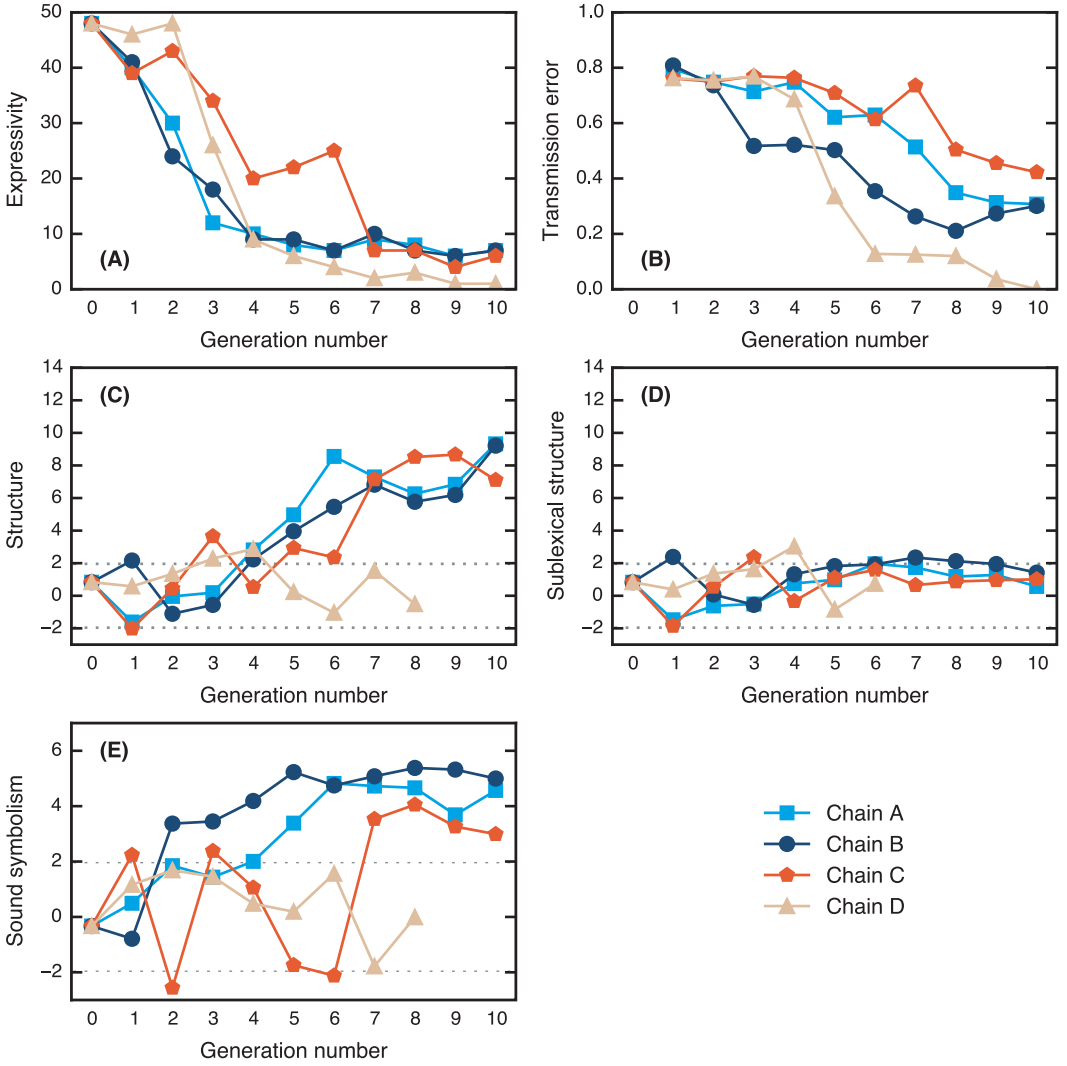 50
40
30
20
10
0
Expressivity
(A)
0 1 2 3 4 5 6 7 8 9 10
Generation number
1.0
0.8
0.6
0.4
0.2
0.0
Transmission error
(B)
0 1 2 3 4 5 6 7 8 9 10
Generation number
14
12
10
8
6
4
2
0
−2
Structure
(C)
0 1 2 3 4 5 6 7 8 9 10
Generation number
14
12
10
8
6
4
2
0
−2
Sublexical structure
(D)
0 1 2 3 4 5 6 7 8 9 10
Generation number
6
4
2
0
−2
Sound symbolism
(E)
0 1 2 3 4 5 6 7 8 9 10
Generation number
Chain A
Chain B
Chain C
Chain D